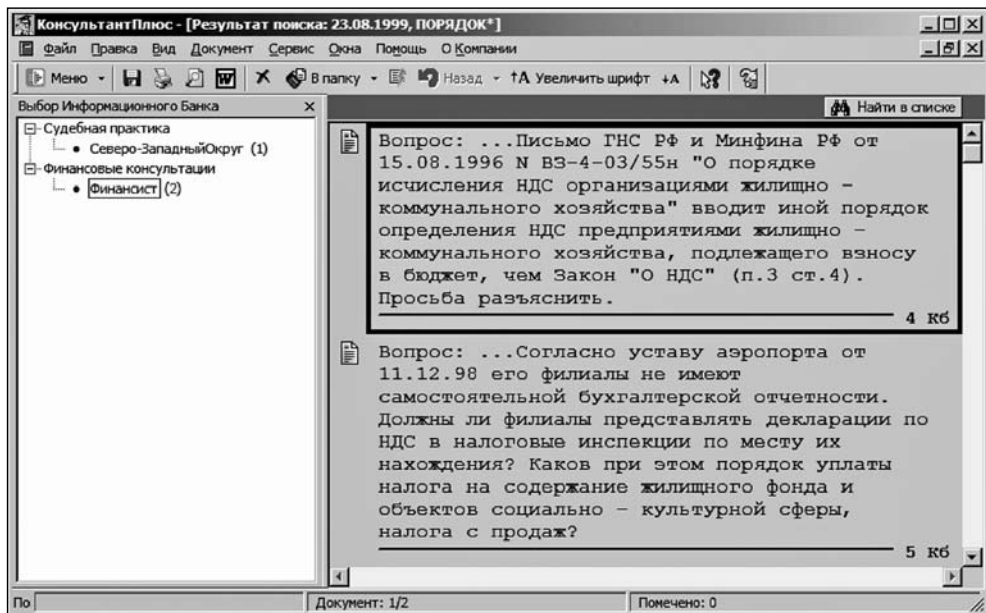 КонсультантПлюс - [Результат поиска: 23.08.1999, ПОРЯДОК*]
Файл Правка Вид Документ Сервис Окна Помощь О Компании
Меню В папку Назад Увеличить шрифт
Выбор Информационного Банка
Найти в списке
Судебная практика
Северо-ЗападныйОкруг (1)
Финансовые консультации
Финансист (2)
Вопрос: ...Письмо ГНС РФ и Минфина РФ от
15.08.1996 N ВЗ-4-03/55н "О порядке
исчисления НДС организациями жилищно -
коммунального хозяйства" вводит иной порядок
определения НДС предприятиями жилищно -
коммунального хозяйства, подлежащего взносу
в бюджет, чем Закон "О НДС" (п.3 ст.4).
Просьба разъяснить.
4 Кб
Вопрос: ...Согласно уставу аэропорта от
11.12.98 его филиалы не имеют
самостоятельной бухгалтерской отчетности.
Должны ли филиалы представлять декларации по
НДС в налоговые инспекции по месту их
нахождения? Каков при этом порядок уплаты
налога на содержание жилищного фонда и
объектов социально - культурной сферы,
налога с продаж?
5 Кб
По Документ: 1/2 Помечено: 0